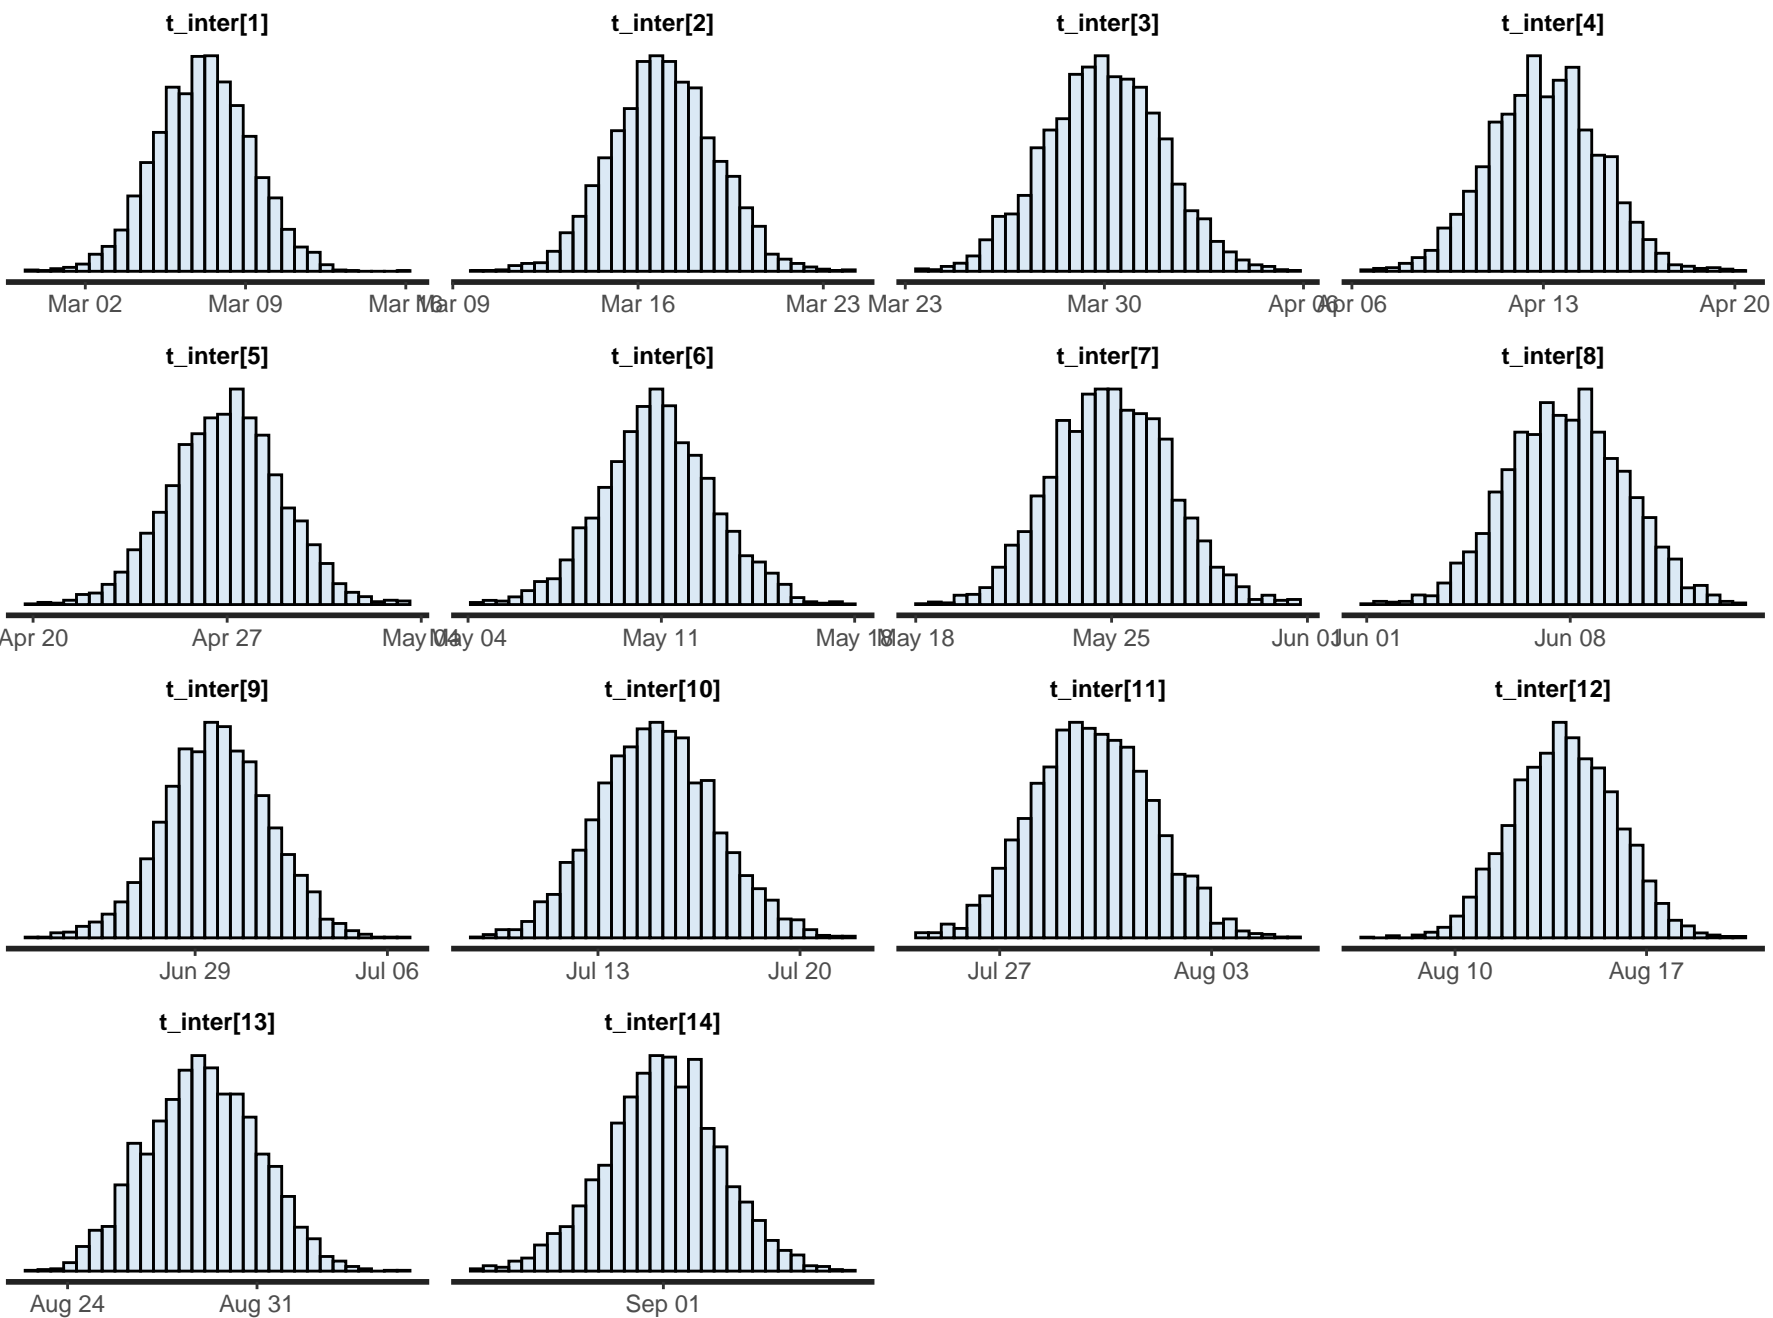 t_inter[1] t_inter[2] t_inter[3] t_inter[4]
Mar 02 Mar 09 Mar 16 Mar 09 Mar 16 Mar 23 Mar 23 Mar 30 Apr 06 Apr 06 Apr 13 Apr 20
t_inter[5] t_inter[6] t_inter[7] t_inter[8]
Apr 20 Apr 27 May 04 May 04 May 11 May 18 May 18 May 25 Jun 01 Jun 01 Jun 08
t_inter[9] t_inter[10] t_inter[11] t_inter[12]
Jun 29 Jul 06 Jul 13 Jul 20 Jul 27 Aug 03 Aug 10 Aug 17
t_inter[13] t_inter[14]
Aug 24 Aug 31 Sep 01